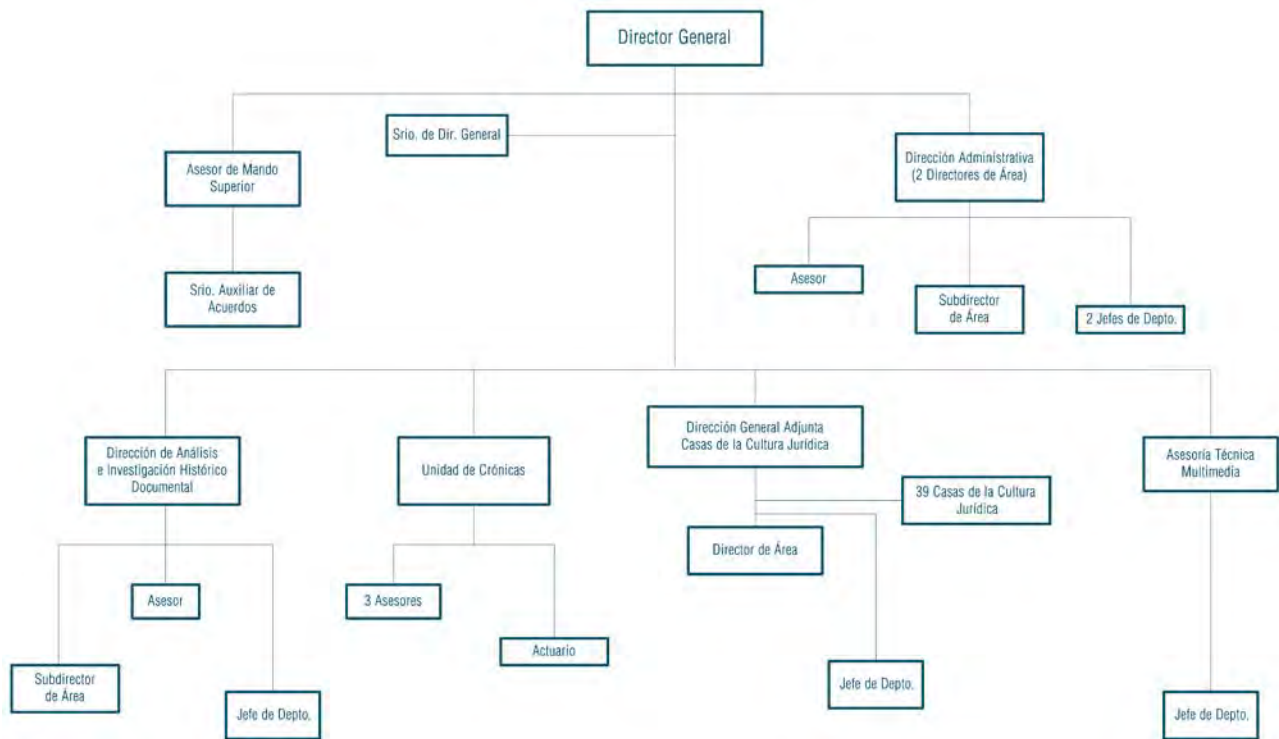 Director General
Srio. de Dir. General
Asesor de Mando
Superior
Dirección Administrativa
(2 Directores de Área)
Srio. Auxiliar de
Acuerdos
Asesor
Subdirector
de Área
2 Jefes de Depto.
Dirección de Análisis
e Investigación Histórico
Documental
Unidad de Crónicas
Dirección General Adjunta
Casas de la Cultura Jurídica
Asesoría Técnica
Multimedia
39 Casas de la Cultura
Jurídica
Director de Área
Asesor
3 Asesores
Actuario
Subdirector
de Área
Jefe de Depto.
Jefe de Depto.
Jefe de Depto.